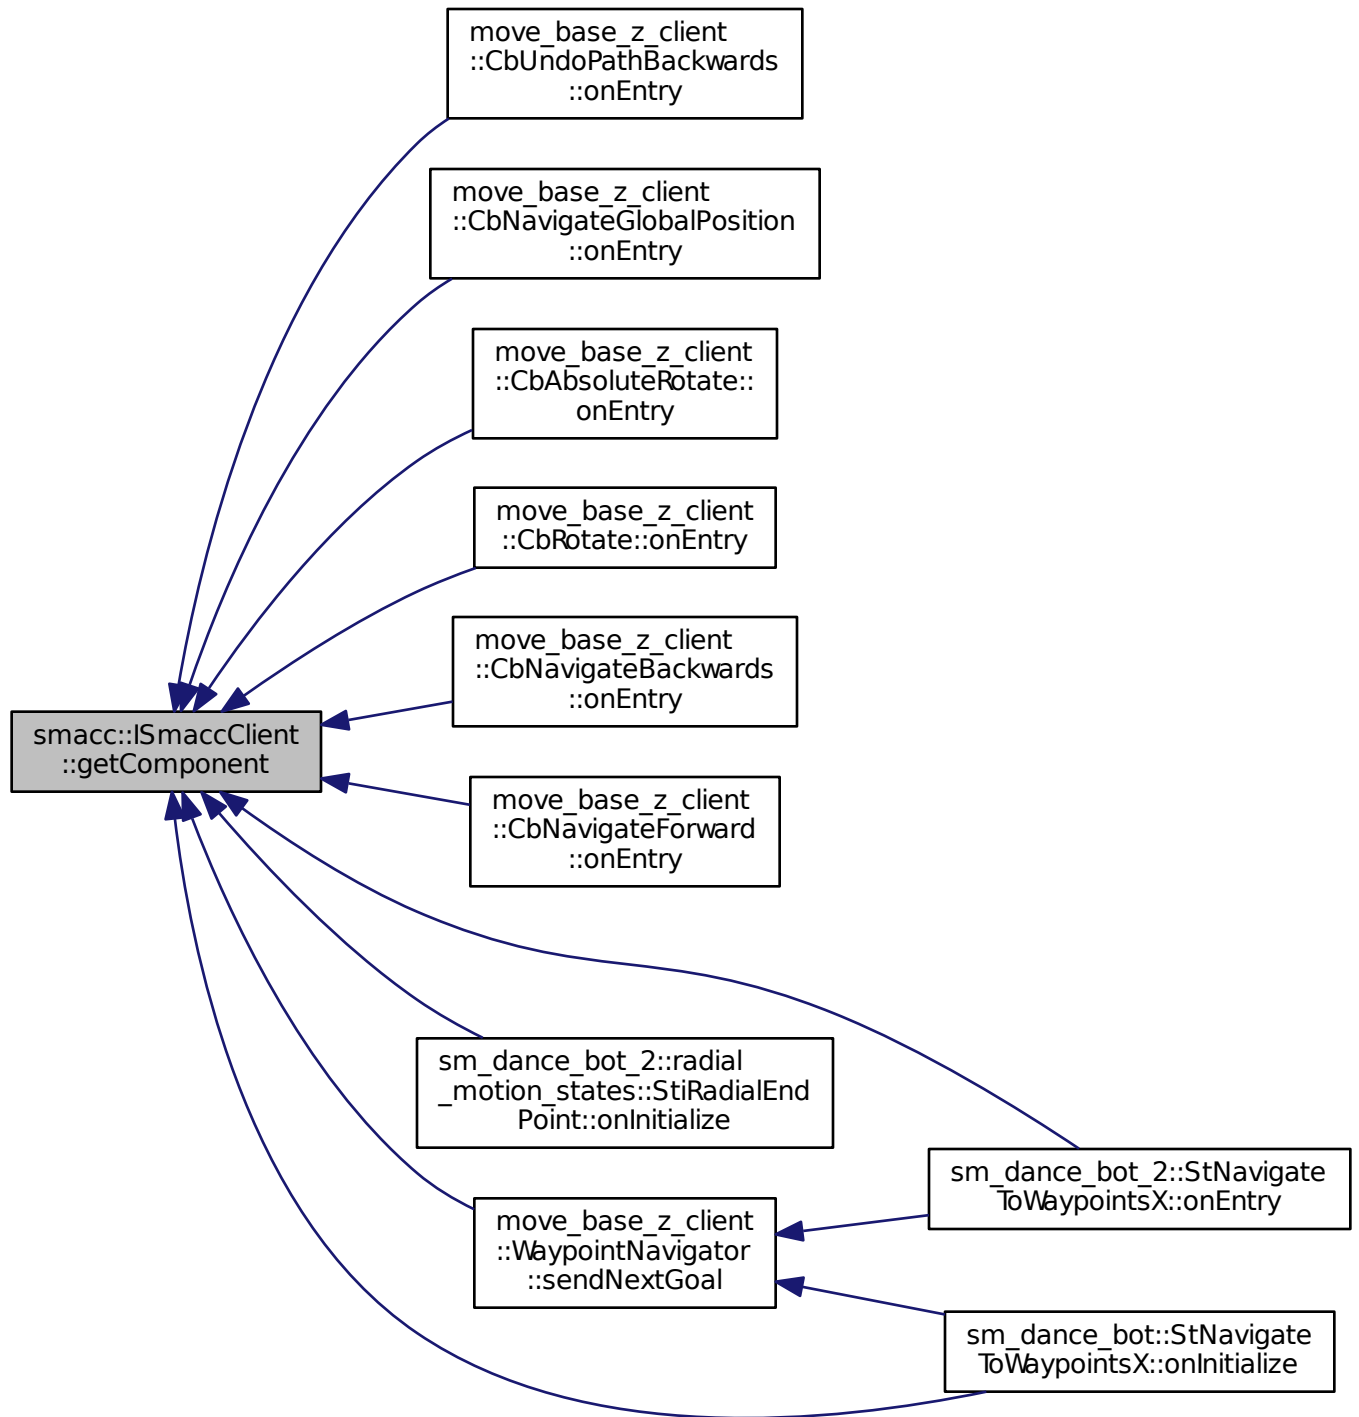 move_base_z_client
::CbUndoPathBackwards
::onEntry
move_base_z_client
::CbNavigateGlobalPosition
::onEntry
move_base_z_client
::CbAbsoluteRotate::
onEntry
move_base_z_client
::CbRotate::onEntry
move_base_z_client
::CbNavigateBackwards
::onEntry
smacc::ISmaccClient
::getComponent
move_base_z_client
::CbNavigateForward
::onEntry
sm_dance_bot_2::radial
_motion_states::StiRadialEnd
Point::onInitialize
move_base_z_client
::WaypointNavigator
::sendNextGoal
sm_dance_bot_2::StNavigate
ToWaypointsX::onEntry
sm_dance_bot::StNavigate
ToWaypointsX::onInitialize